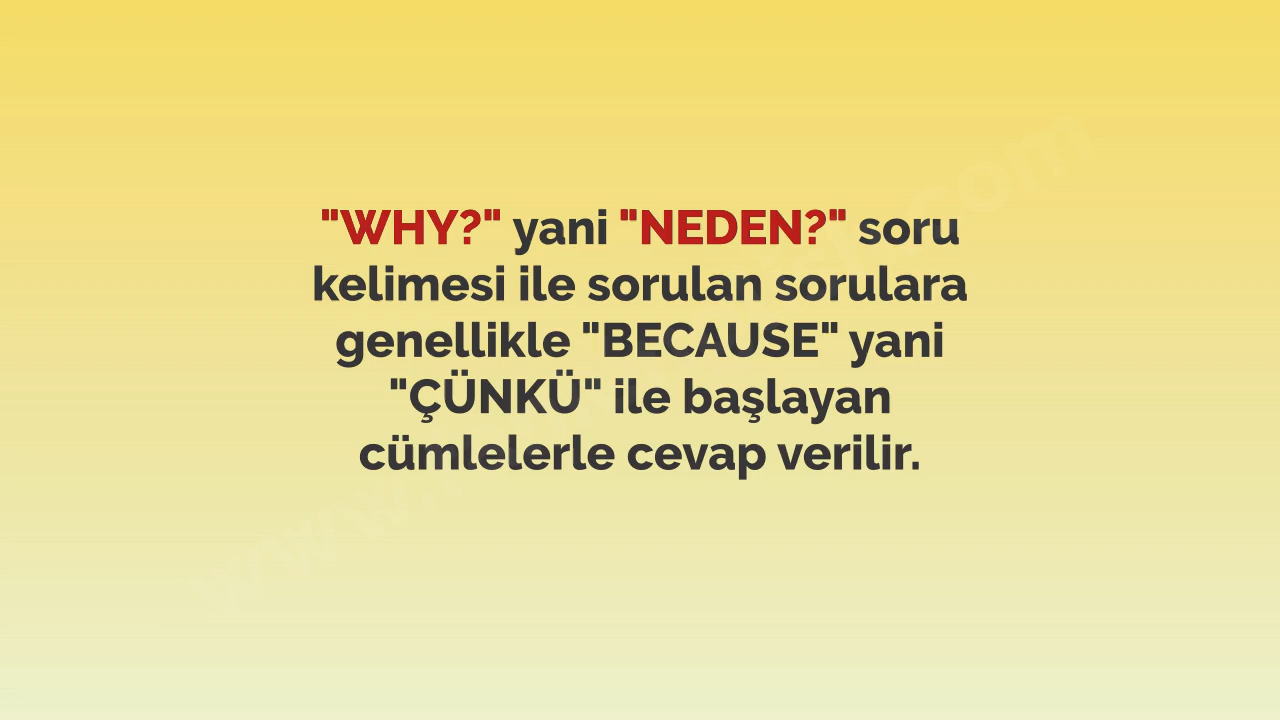 "WHY?" yani "NEDEN?" soru
kelimesi ile sorulan sorulara
genellikle "BECAUSE" yani
"ÇÜNKÜ" ile başlayan
cümlelerle cevap verilir.